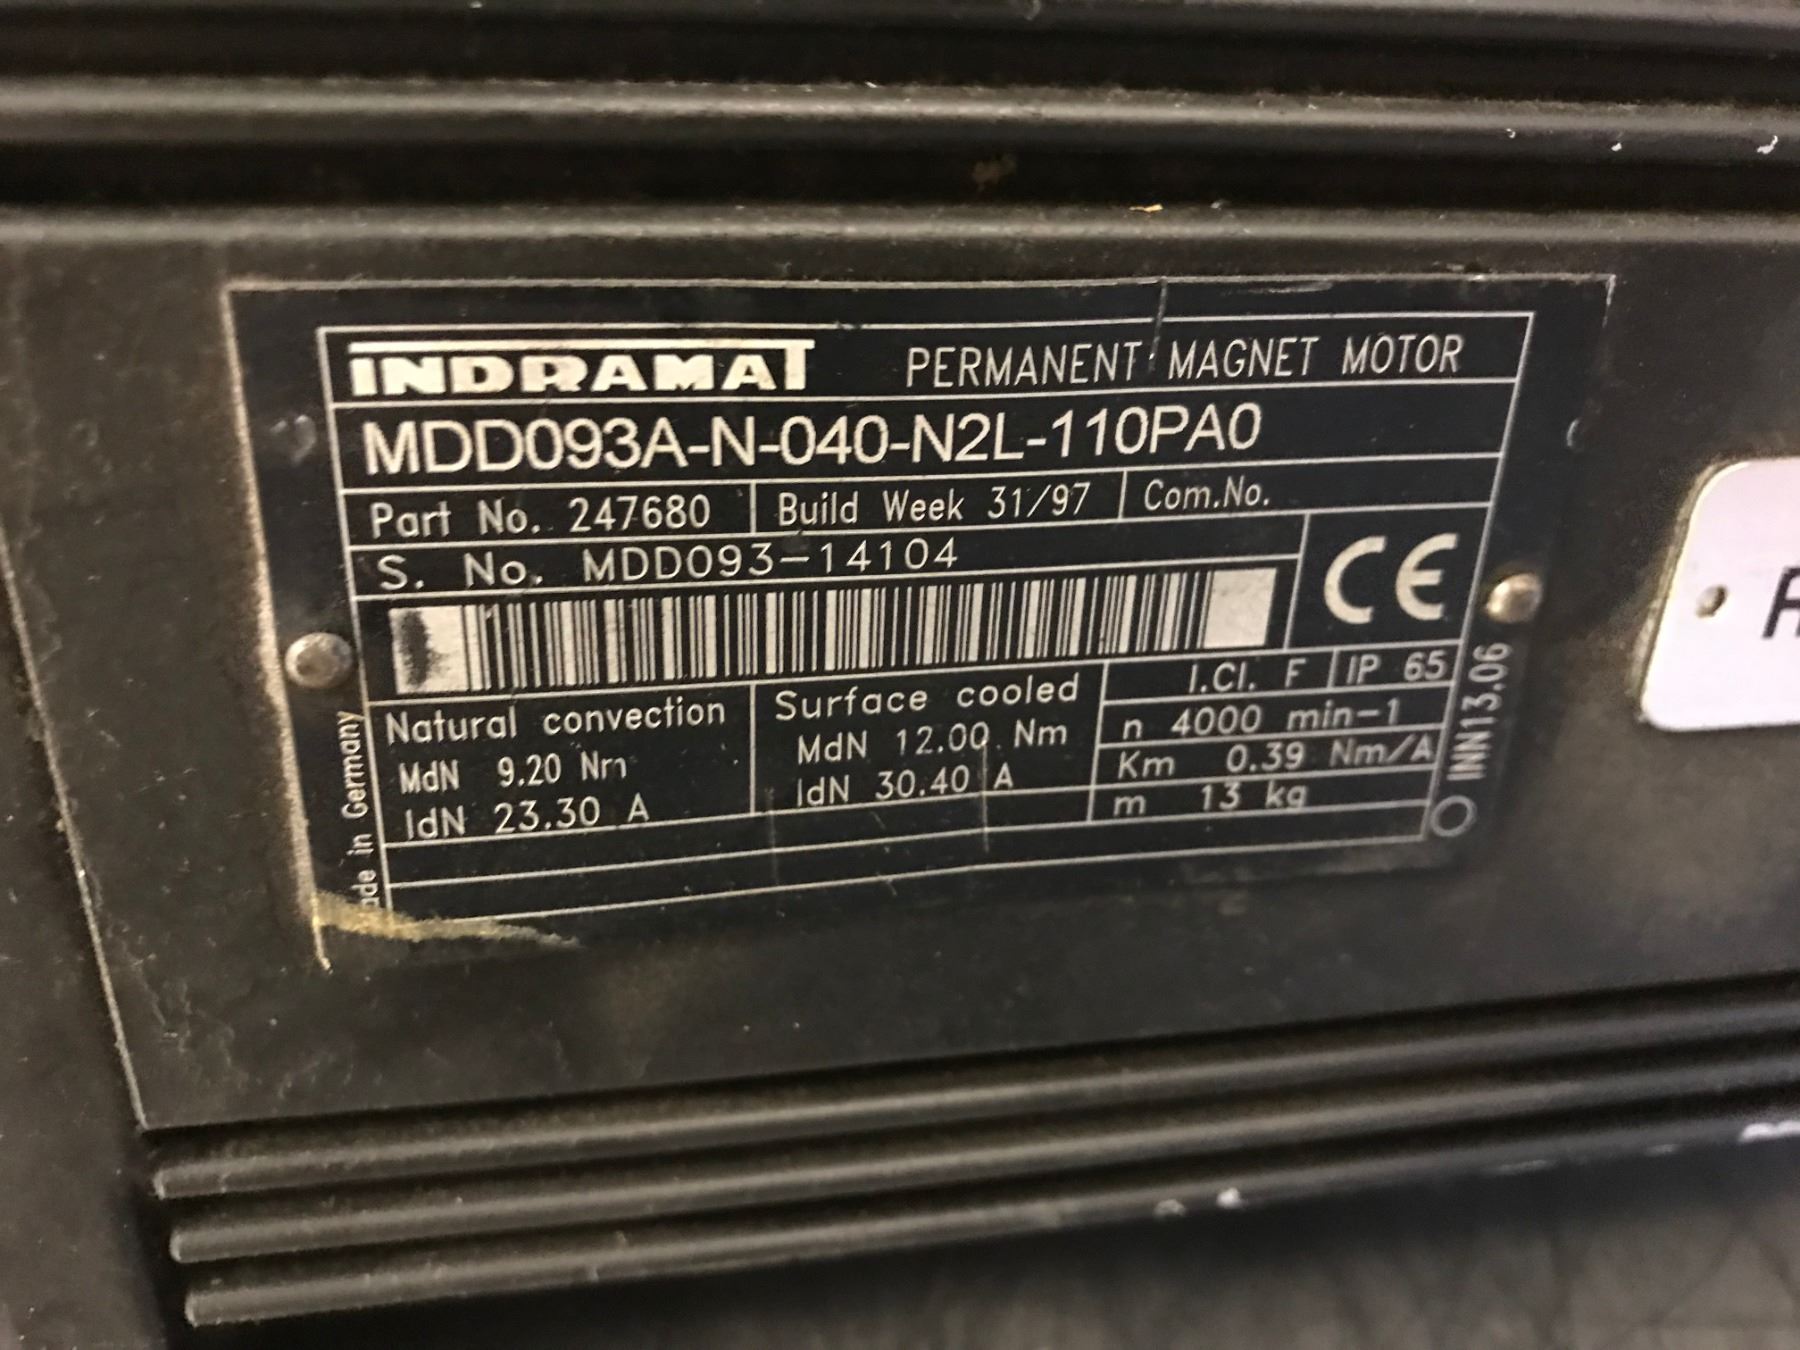 INDRAMAT PERMANENT MAGNET MOTOR
MDD093A-N-040-N2L-110PA0
Part No. 247680 Build Week 31/97 Com.No.
S. No. MDD093-14104
CE
I.Cl. F IP 65
Natural convection
MdN 9.20 Nm
IdN 23.30 A
Surface cooled
MdN 12.00 Nm
IdN 30.40 A
n 4000 min-1
Km 0.39 Nm/A
m 13 kg
ade in Germany
INN13.06